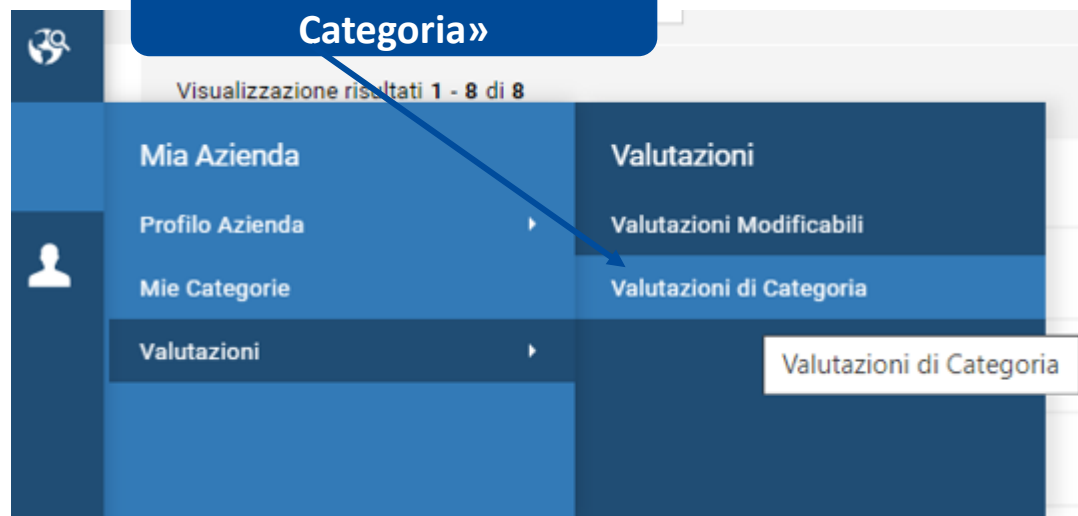 Categoria»
Visualizzazione risultati 1 - 8 di 8
Mia Azienda
Profilo Azienda
Mie Categorie
Valutazioni
Valutazioni
Valutazioni Modificabili
Valutazioni di Categoria
Valutazioni di Categoria